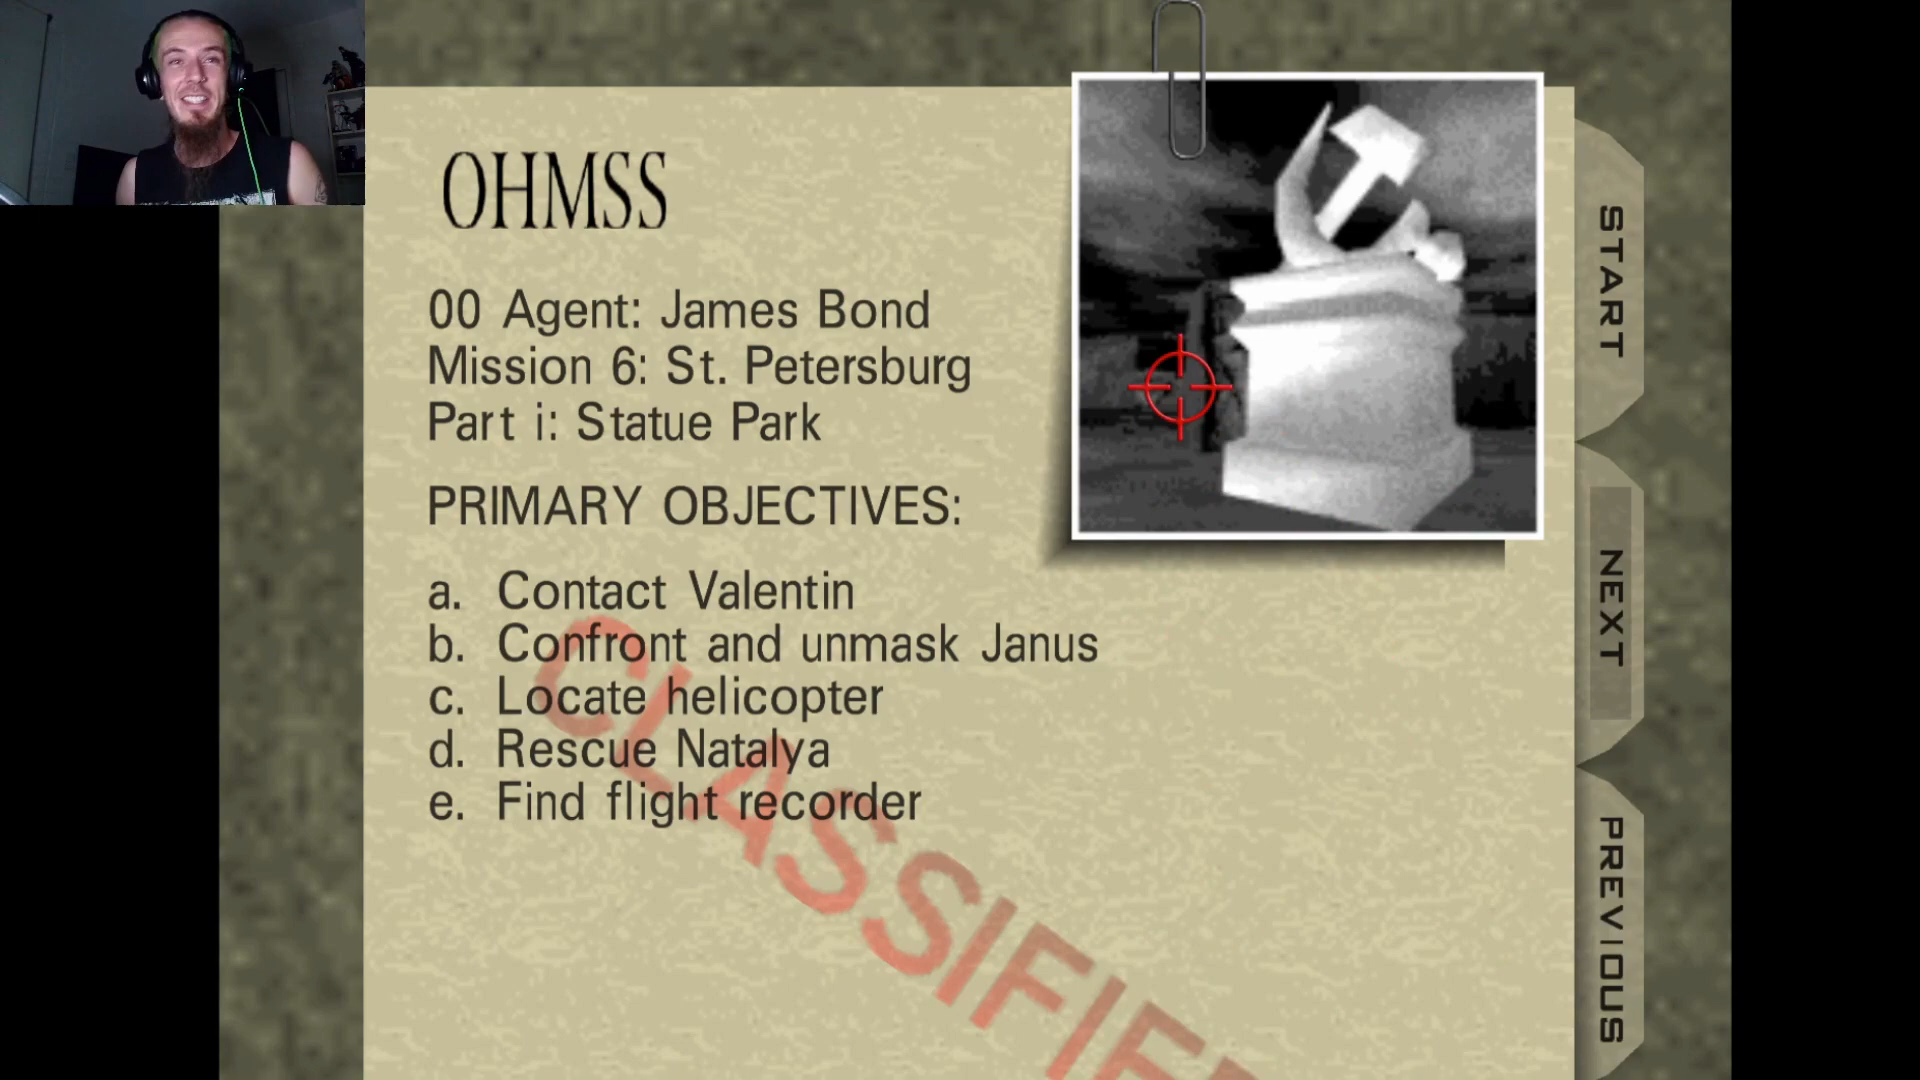 OHMSS
00 Agent: James Bond
Mission 6: St. Petersburg
Part i: Statue Park
PRIMARY OBJECTIVES:
a. Contact Valentin
b. Confront and unmask Janus
c. Locate helicopter
d. Rescue Natalya
e. Find flight recorder
CLASSIFIE
START
NEXT
PREVIOUS